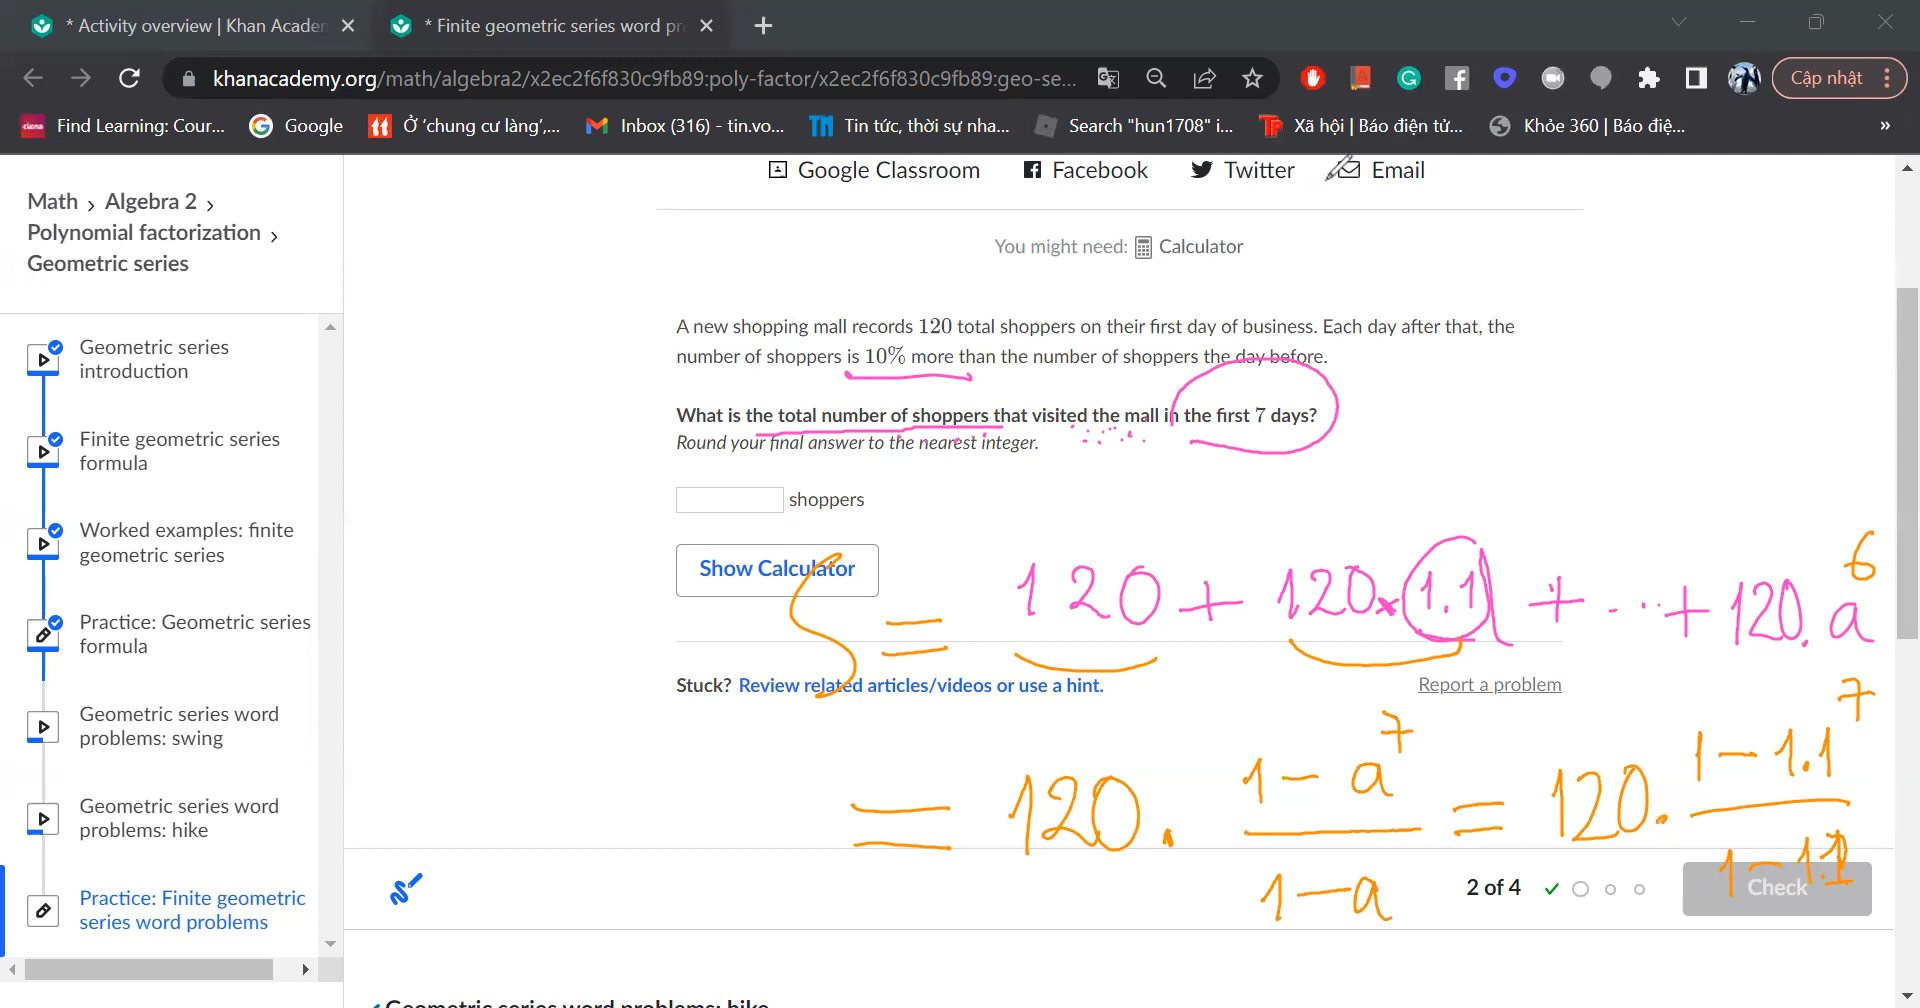 * Activity overview | Khan Acade
* Finite geometric series word pr
khanacademy.org/math/algebra2/x2ec2f6f830c9fb89:poly-factor/x2ec2f6f830c9fb89:geo-se...
Cập nhật
ciena Find Learning: Cour...
Google
Ở 'chung cư làng',...
Inbox (316) - tin.vo...
Tin tức, thời sự nha...
Search "hun1708" i...
Xã hội | Báo điện tử...
Khỏe 360 | Báo điệ...
»
Math > Algebra 2 >
Polynomial factorization >
Geometric series
Geometric series
introduction
Finite geometric series
formula
Worked examples: finite
geometric series
Practice: Geometric series
formula
Geometric series word
problems: swing
Geometric series word
problems: hike
Practice: Finite geometric
series word problems
Google Classroom Facebook Twitter Email
You might need: Calculator
A new shopping mall records 120 total shoppers on their first day of business. Each day after that, the
number of shoppers is 10% more than the number of shoppers the day before.
What is the total number of shoppers that visited the mall in the first 7 days?
Round your final answer to the nearest integer.
shoppers
Show Calculator
S = 120 + 120 × 1.1 + ... + 120. a^6
Stuck? Review related articles/videos or use a hint.
Report a problem
= 120 . (1 - a^7)/(1 - a) = 120 . (1 - 1.1^7)/(1 - 1.1)
2 of 4
Check
Geometric series word problems: hike